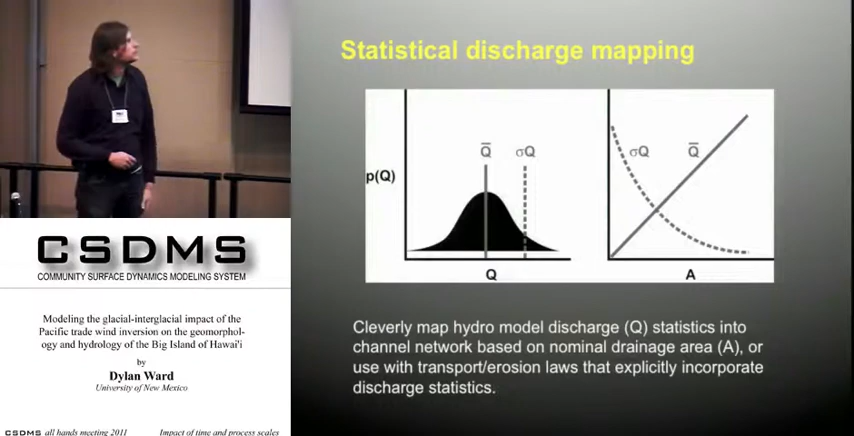 Statistical discharge mapping
Q̅
σQ
p(Q)
Q
σQ
Q̅
A
Cleverly map hydro model discharge (Q) statistics into
channel network based on nominal drainage area (A), or
use with transport/erosion laws that explicitly incorporate
discharge statistics.
CSDMS
COMMUNITY SURFACE DYNAMICS MODELING SYSTEM
Modeling the glacial-interglacial impact of the
Pacific trade wind inversion on the geomorphol-
ogy and hydrology of the Big Island of Hawai'i
by
Dylan Ward
University of New Mexico
CSDMS all hands meeting 2011 Impact of time and process scales